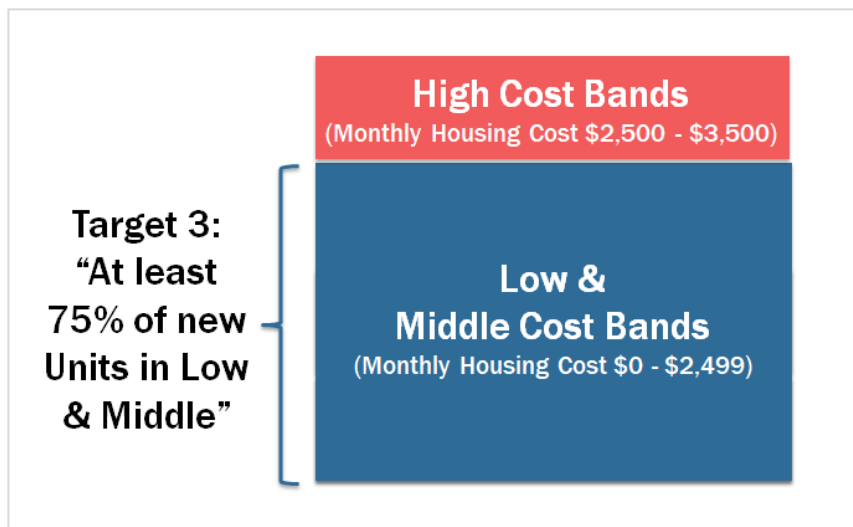 High Cost Bands
(Monthly Housing Cost $2,500 - $3,500)
Target 3:
“At least
75% of new
Units in Low
& Middle”
Low &
Middle Cost Bands
(Monthly Housing Cost $0 - $2,499)